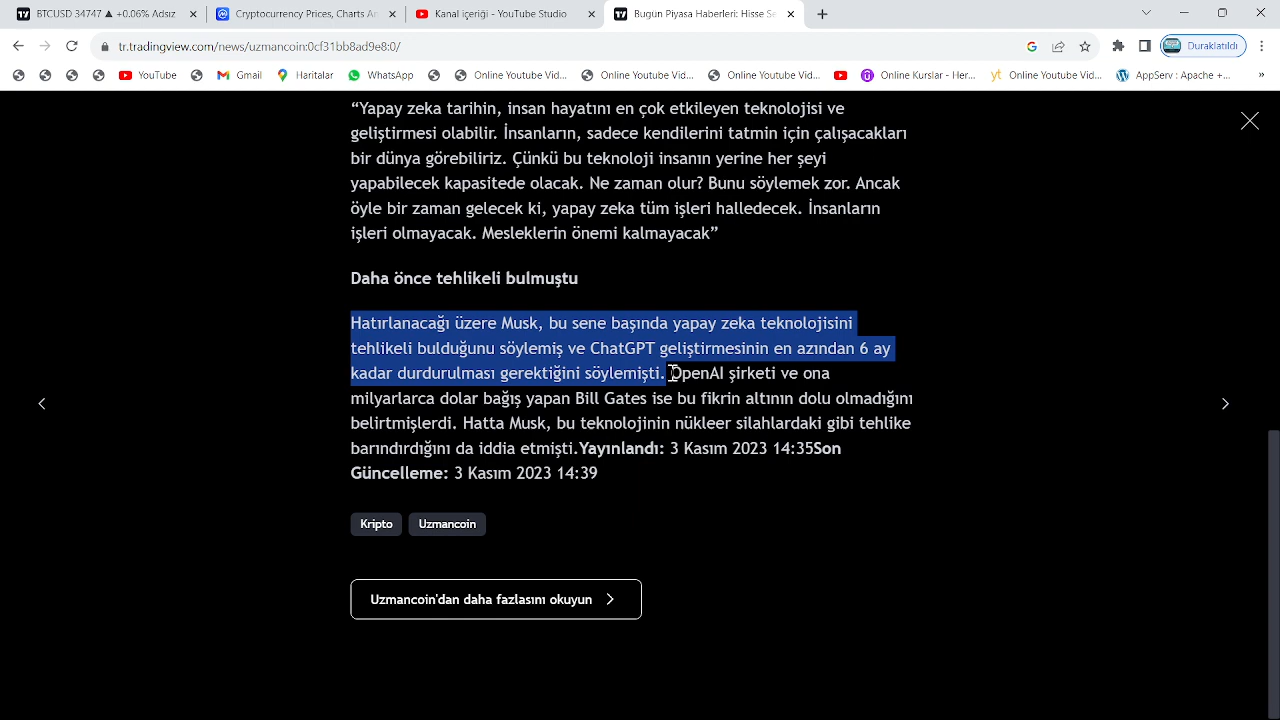 BTCUSD 34747 ▲ +0.06% Adsız
Cryptocurrency Prices, Charts Ar
Kanal içeriği - YouTube Studio
Bugün Piyasa Haberleri: Hisse Se
tr.tradingview.com/news/uzmancoin:0cf31bb8ad9e8:0/
Duraklatıldı
YouTube
Gmail
Haritalar
WhatsApp
Online Youtube Vid...
Online Youtube Vid...
Online Youtube Vid...
Online Kurslar - Her...
Online Youtube Vid...
AppServ : Apache +...
“Yapay zeka tarihin, insan hayatını en çok etkileyen teknolojisi ve
geliştirmesi olabilir. İnsanların, sadece kendilerini tatmin için çalışacakları
bir dünya görebiliriz. Çünkü bu teknoloji insanın yerine her şeyi
yapabilecek kapasitede olacak. Ne zaman olur? Bunu söylemek zor. Ancak
öyle bir zaman gelecek ki, yapay zeka tüm işleri halledecek. İnsanların
işleri olmayacak. Mesleklerin önemi kalmayacak”
Daha önce tehlikeli bulmuştu
Hatırlanacağı üzere Musk, bu sene başında yapay zeka teknolojisini
tehlikeli bulduğunu söylemiş ve ChatGPT geliştirmesinin en azından 6 ay
kadar durdurulması gerektiğini söylemişti. OpenAI şirketi ve ona
milyarlarca dolar bağış yapan Bill Gates ise bu fikrin altının dolu olmadığını
belirtmişlerdi. Hatta Musk, bu teknolojinin nükleer silahlardaki gibi tehlike
barındırdığını da iddia etmişti.Yayınlandı: 3 Kasım 2023 14:35Son
Güncelleme: 3 Kasım 2023 14:39
Kripto
Uzmancoin
Uzmancoin'dan daha fazlasını okuyun